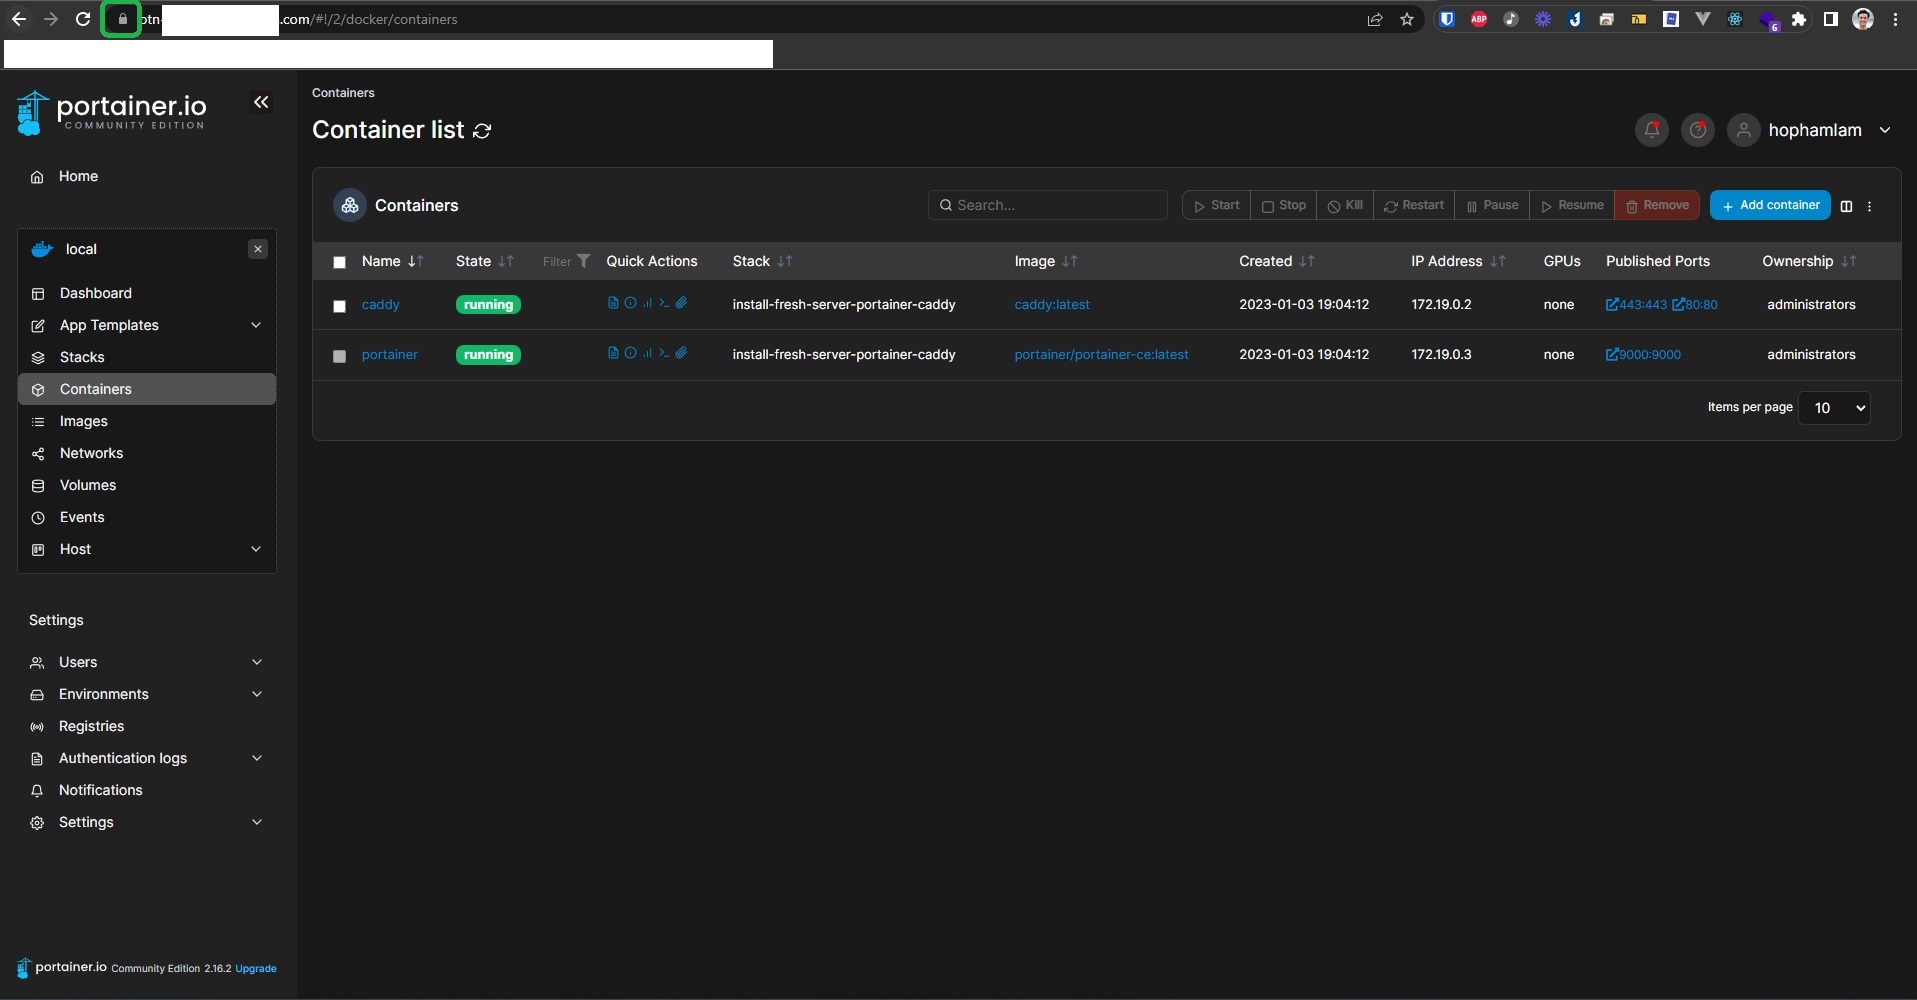 .com/#!/2/docker/containers
ABP
6
portainer.io
COMMUNITY EDITION
Home
local
Dashboard
App Templates
Stacks
Containers
Images
Networks
Volumes
Events
Host
Settings
Users
Environments
Registries
Authentication logs
Notifications
Settings
portainer.io Community Edition 2.16.2 Upgrade
Containers
Container list
hophamlam
Containers
Search...
Start Stop Kill Restart Pause Resume Remove
Add container
Name State Filter Quick Actions Stack Image Created IP Address GPUs Published Ports Ownership
caddy running install-fresh-server-portainer-caddy caddy:latest 2023-01-03 19:04:12 172.19.0.2 none 443:443 80:80 administrators
portainer running install-fresh-server-portainer-caddy portainer/portainer-ce:latest 2023-01-03 19:04:12 172.19.0.3 none 9000:9000 administrators
Items per page 10